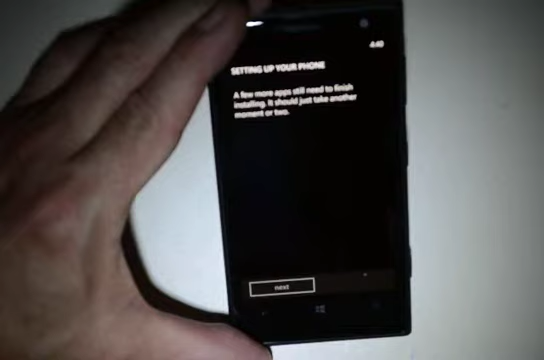 4:40
SETTING UP YOUR PHONE
A few more apps still need to finish
installing. It should just take another
moment or two.
next